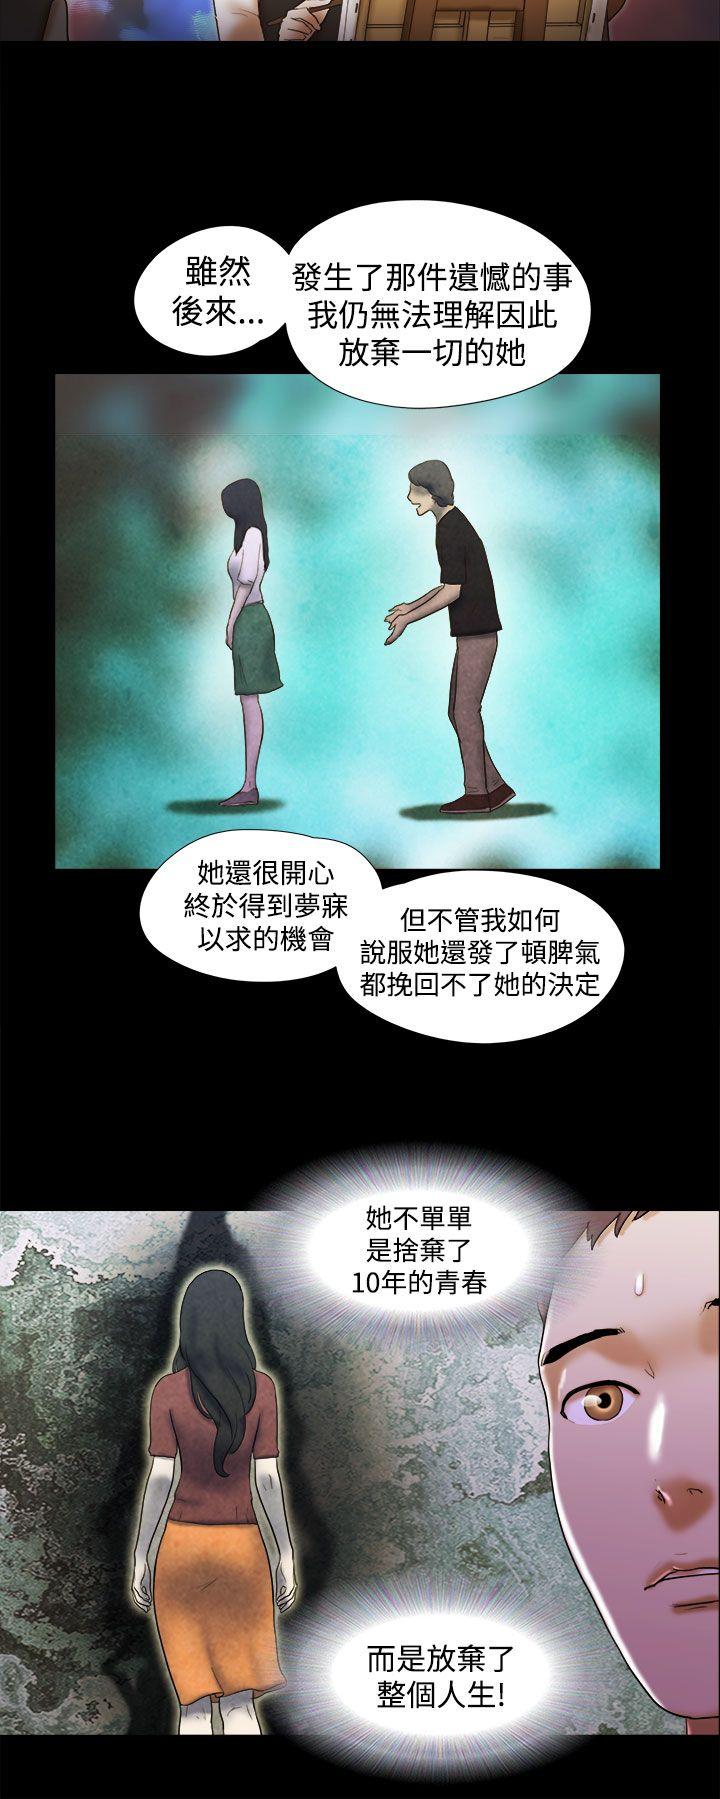 雖然
後來...
發生了那件遺憾的事
我仍無法理解因此
放棄一切的她
她還很開心
終於得到夢寐
以求的機會
但不管我如何
說服她還發了頓脾氣
都挽回不了她的決定
她不單單
是捨棄了
10年的青春
而是放棄了
整個人生!